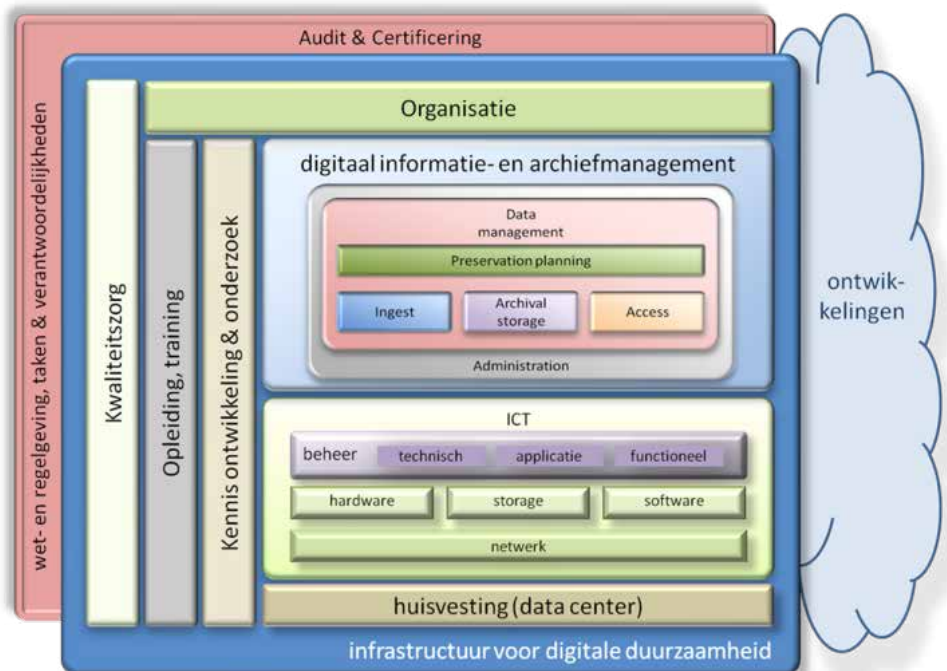 Audit & Certificering
wet- en regelgeving, taken & verantwoordelijkheden
Kwaliteitszorg
Organisatie
Opleiding, training
Kennis ontwikkeling & onderzoek
digitaal informatie- en archiefmanagement
Data
management
Preservation planning
Ingest
Archival
storage
Access
Administration
ICT
beheer
technisch
applicatie
functioneel
hardware
storage
software
netwerk
huisvesting (data center)
infrastructuur voor digitale duurzaamheid
ontwik-
kelingen